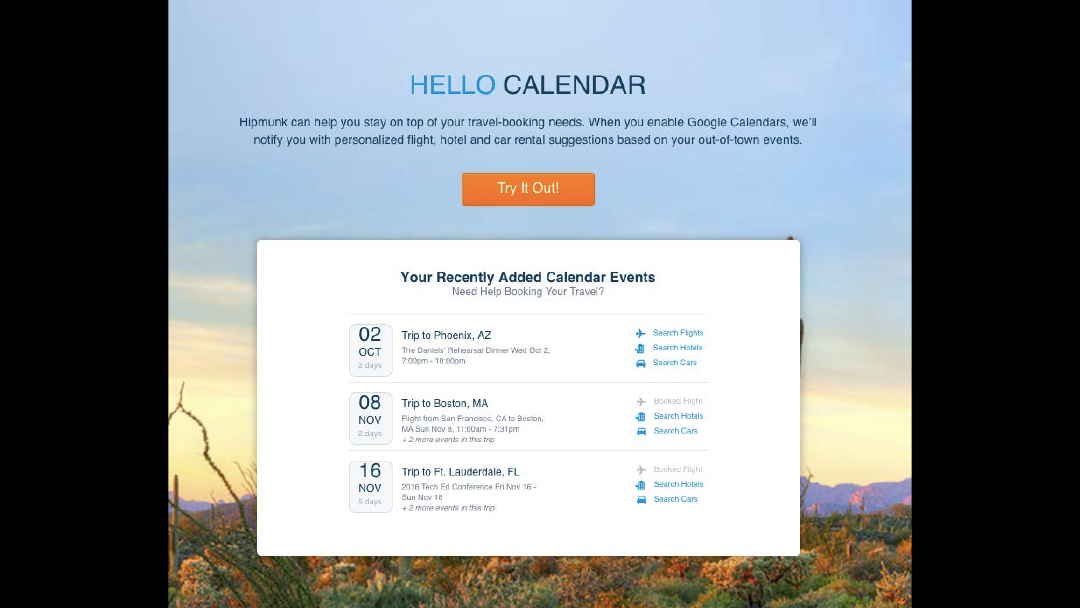 HELLO CALENDAR
Hipmunk can help you stay on top of your travel-booking needs. When you enable Google Calendars, we'll
notify you with personalized flight, hotel and car rental suggestions based on your out-of-town events.
Try It Out!
Your Recently Added Calendar Events
Need Help Booking Your Travel?
02
OCT
2 days
Trip to Phoenix, AZ
The Daniels' Rehearsal Dinner Wed Oct 2,
7:00pm - 10:00pm
Search Flights
Search Hotels
Search Cars
08
NOV
2 days
Trip to Boston, MA
Flight from San Francisco, CA to Boston,
MA Sun Nov 8, 11:00am - 7:31pm
+ 2 more events in this trip
Booked Flight
Search Hotels
Search Cars
16
NOV
5 days
Trip to Ft. Lauderdale, FL
2016 Tech Ed Conference Fri Nov 16 -
Sun Nov 18
+ 2 more events in this trip
Booked Flight
Search Hotels
Search Cars